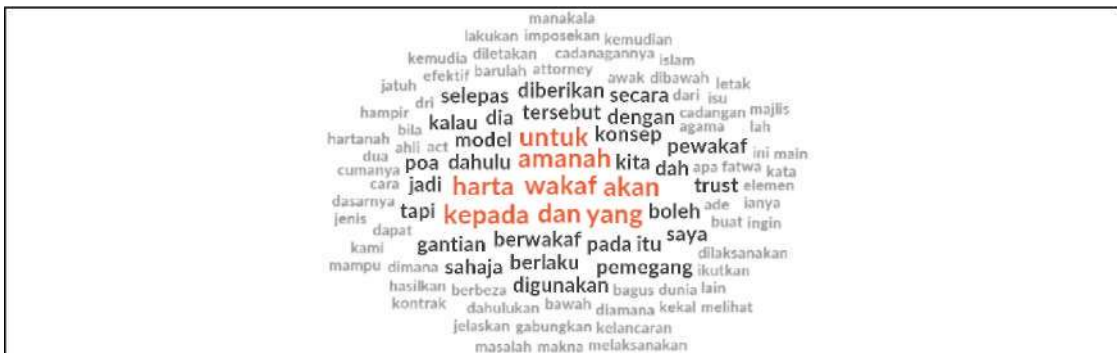 manakala
lakukan imposekan kemudian
kemudia diletakan cadanagannya islam
efektif barulah attorney awak dibawah letak
jatuh dri selepas diberikan secara dari isu
hampir bila kalau dia tersebut dengan cadangan majlis
hartanah ahli act model untuk konsep agama lah
dua poa dahulu amanah kita pewakaf ini main
cumanya dah apa fatwa kata
cara jadi harta wakaf akan trust elemen
dasarnya tapi kepada dan yang boleh ade ianya
jenis dapat buat ingin
kami gantian berwakaf pada itu saya dilaksanakan
mampu dimana sahaja berlaku pemegang ikutkan
hasilkan berbeza digunakan bagus dunia lain
kontrak dahulukan bawah diamana kekal melihat
jelaskan gabungkan kelancaran
masalah makna melaksanakan